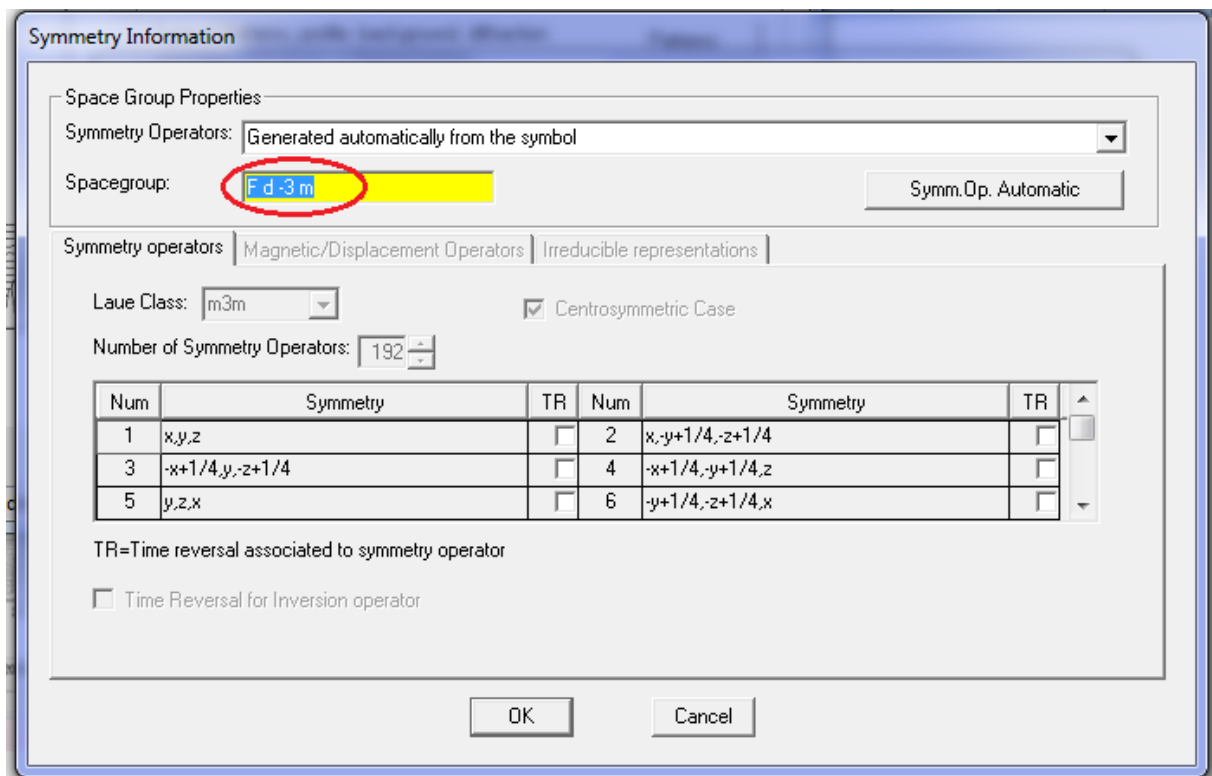 Symmetry Information
Space Group Properties
Symmetry Operators: Generated automatically from the symbol
Spacegroup: F d -3 m Symm.Op. Automatic
Symmetry operators Magnetic/Displacement Operators Irreducible representations
Laue Class: m3m Centrosymmetric Case
Number of Symmetry Operators: 192
Num Symmetry TR Num Symmetry TR
1 x,y,z 2 x,-y+1/4,-z+1/4
3 -x+1/4,y,-z+1/4 4 -x+1/4,-y+1/4,z
5 y,z,x 6 -y+1/4,-z+1/4,x
TR=Time reversal associated to symmetry operator
Time Reversal for Inversion operator
OK Cancel